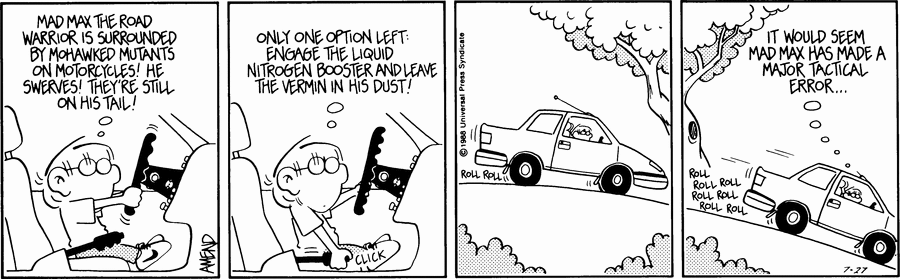 MAD MAX THE ROAD
WARRIOR IS SURROUNDED
BY MOHAWKED MUTANTS
ON MOTORCYCLES! HE
SWERVES! THEY'RE STILL
ON HIS TAIL!
AMEND
ONLY ONE OPTION LEFT:
ENGAGE THE LIQUID
NITROGEN BOOSTER AND LEAVE
THE VERMIN IN HIS DUST!
CLICK
© 1988 Universal Press Syndicate
ROLL ROLL
IT WOULD SEEM
MAD MAX HAS MADE A
MAJOR TACTICAL
ERROR...
ROLL
ROLL ROLL
ROLL ROLL
ROLL ROLL
7-27